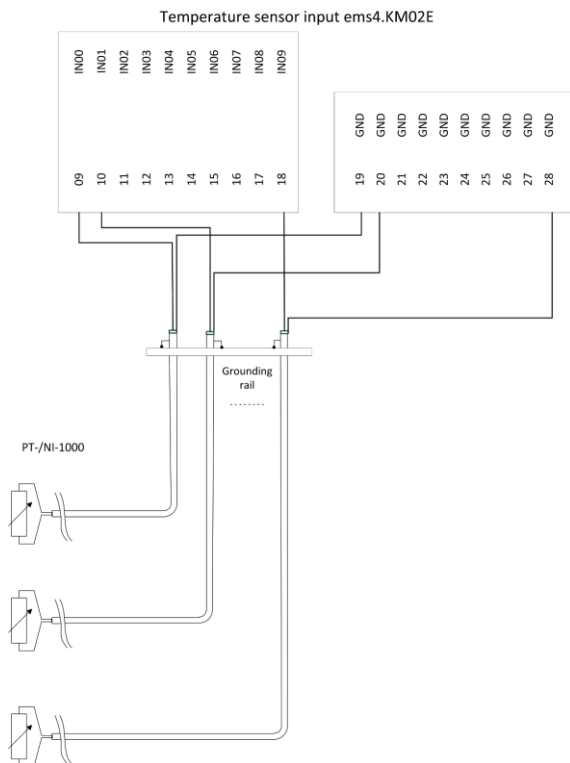 Temperature sensor input ems4.KM02E
IN00 IN01 IN02 IN03 IN04 IN05 IN06 IN07 IN08 IN09
09 10 11 12 13 14 15 16 17 18
GND GND GND GND GND GND GND GND GND GND
19 20 21 22 23 24 25 26 27 28
Grounding
rail
PT-/NI-1000